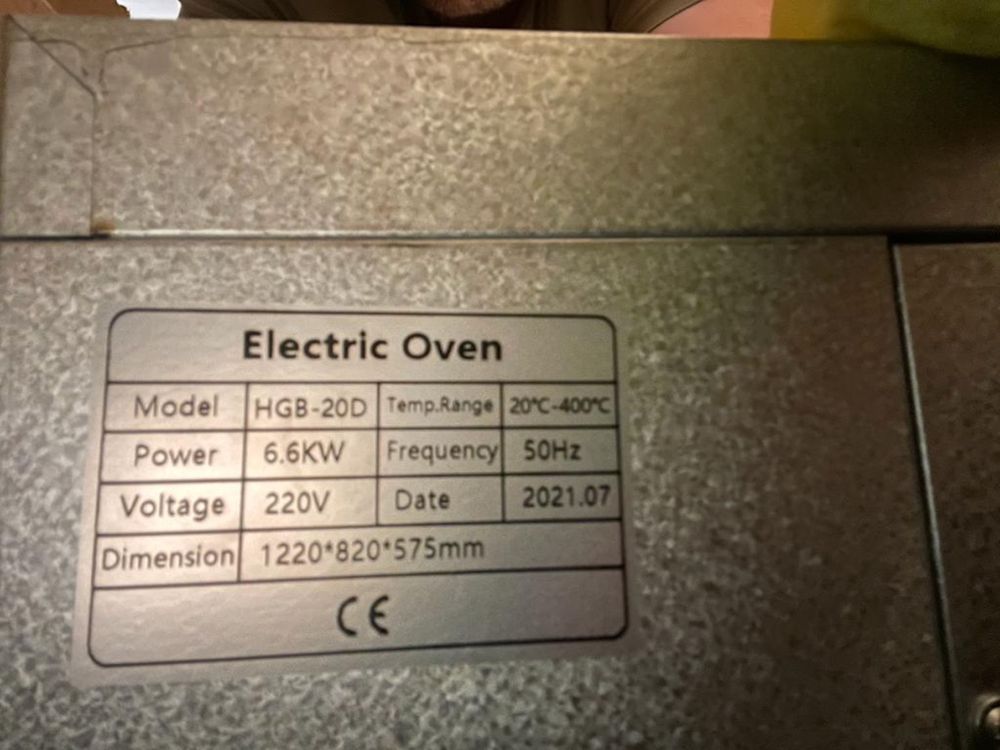 Electric Oven
Model HGB-20D Temp.Range 20℃-400℃
Power 6.6KW Frequency 50Hz
Voltage 220V Date 2021.07
Dimension 1220*820*575mm
CE